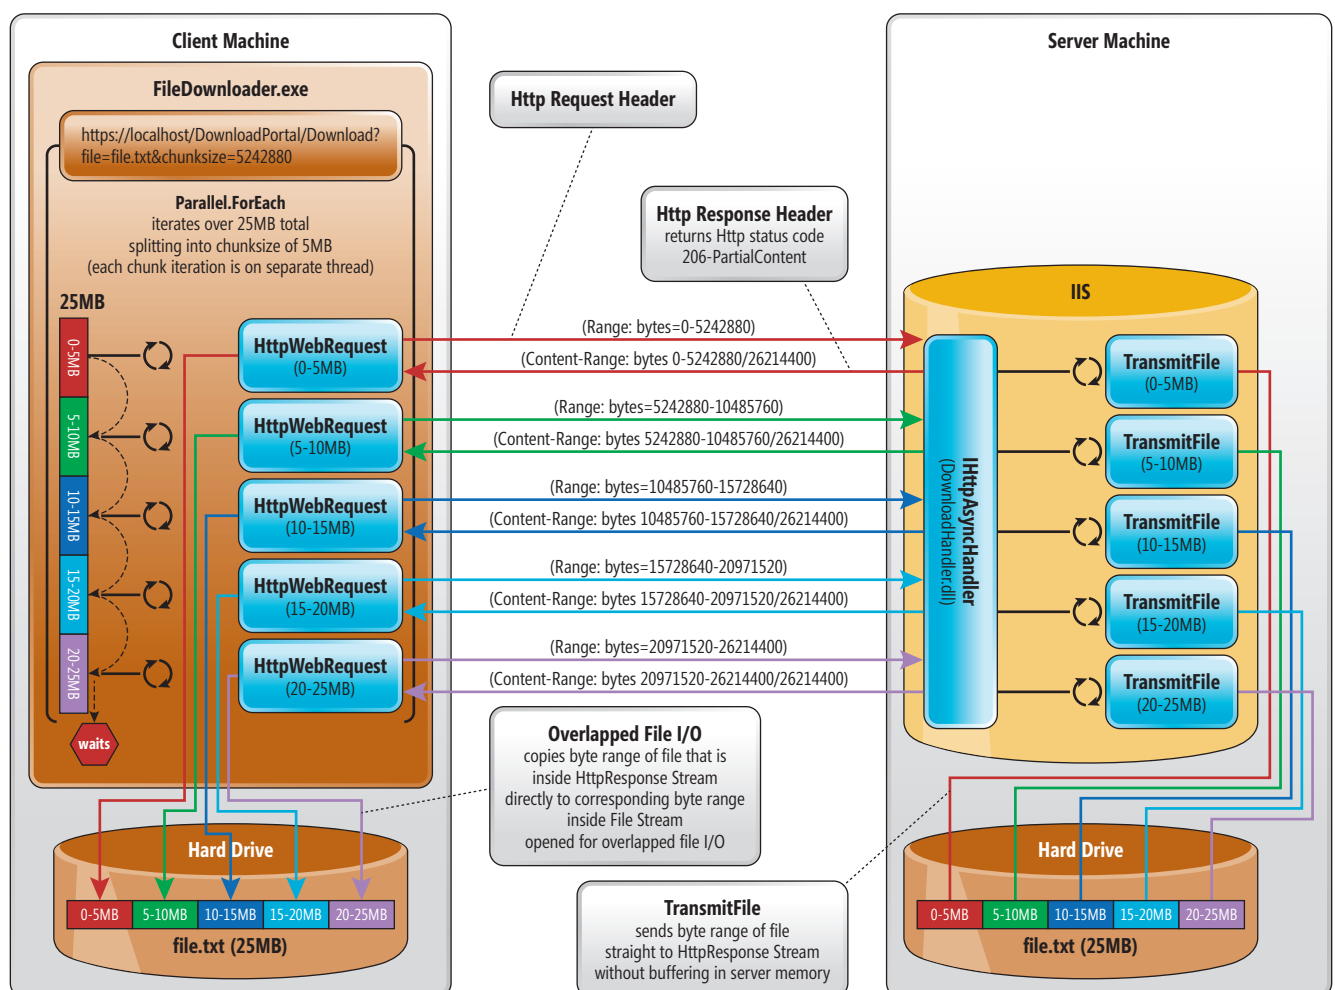 Client Machine
FileDownloader.exe
https://localhost/DownloadPortal/Download?
file=file.txt&chunksize=5242880
Parallel.ForEach
iterates over 25MB total
splitting into chunksize of 5MB
(each chunk iteration is on separate thread)
25MB
0-5MB
5-10MB
10-15MB
15-20MB
20-25MB
waits
HttpWebRequest
(0-5MB)
HttpWebRequest
(5-10MB)
HttpWebRequest
(10-15MB)
HttpWebRequest
(15-20MB)
HttpWebRequest
(20-25MB)
Hard Drive
0-5MB
5-10MB
10-15MB
15-20MB
20-25MB
file.txt (25MB)
Http Request Header
Http Response Header
returns Http status code
206-PartialContent
(Range: bytes=0-5242880)
(Content-Range: bytes 0-5242880/26214400)
(Range: bytes=5242880-10485760)
(Content-Range: bytes 5242880-10485760/26214400)
(Range: bytes=10485760-15728640)
(Content-Range: bytes 10485760-15728640/26214400)
(Range: bytes=15728640-20971520)
(Content-Range: bytes 15728640-20971520/26214400)
(Range: bytes=20971520-26214400)
(Content-Range: bytes 20971520-26214400/26214400)
Overlapped File I/O
copies byte range of file that is
inside HttpResponse Stream
directly to corresponding byte range
inside File Stream
opened for overlapped file I/O
TransmitFile
sends byte range of file
straight to HttpResponse Stream
without buffering in server memory
Server Machine
IIS
IHttpAsyncHandler
(DownloadHandler.dll)
TransmitFile
(0-5MB)
TransmitFile
(5-10MB)
TransmitFile
(10-15MB)
TransmitFile
(15-20MB)
TransmitFile
(20-25MB)
Hard Drive
0-5MB
5-10MB
10-15MB
15-20MB
20-25MB
file.txt (25MB)